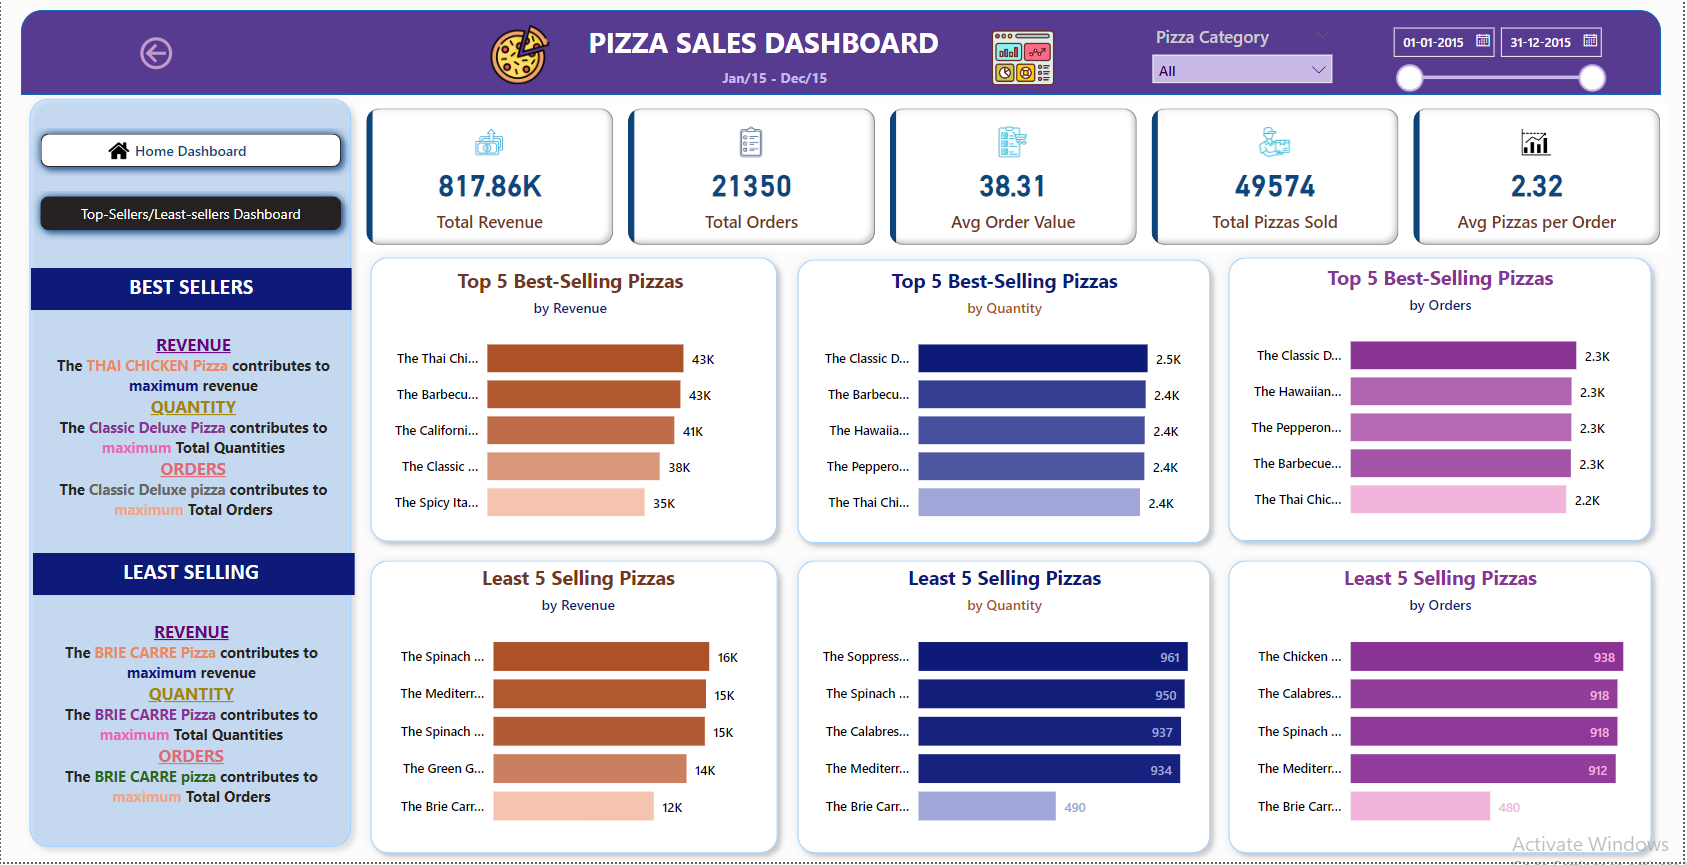 PIZZA SALES DASHBOARD
Jan/15 - Dec/15
Pizza Category
All
01-01-2015
31-12-2015
Home Dashboard
Top-Sellers/Least-sellers Dashboard
817.86K
Total Revenue
21350
Total Orders
38.31
Avg Order Value
49574
Total Pizzas Sold
2.32
Avg Pizzas per Order
BEST SELLERS
REVENUE
The THAI CHICKEN Pizza contributes to
maximum revenue
QUANTITY
The Classic Deluxe Pizza contributes to
maximum Total Quantities
ORDERS
The Classic Deluxe pizza contributes to
maximum Total Orders
LEAST SELLING
REVENUE
The BRIE CARRE Pizza contributes to
maximum revenue
QUANTITY
The BRIE CARRE Pizza contributes to
maximum Total Quantities
ORDERS
The BRIE CARRE pizza contributes to
maximum Total Orders
Top 5 Best-Selling Pizzas
by Revenue
The Thai Chi... 43K
The Barbecu... 43K
The Californi... 41K
The Classic ... 38K
The Spicy Ita... 35K
Top 5 Best-Selling Pizzas
by Quantity
The Classic D... 2.5K
The Barbecu... 2.4K
The Hawaiia... 2.4K
The Peppero... 2.4K
The Thai Chi... 2.4K
Top 5 Best-Selling Pizzas
by Orders
The Classic D... 2.3K
The Hawaiian... 2.3K
The Pepperon... 2.3K
The Barbecue... 2.3K
The Thai Chic... 2.2K
Least 5 Selling Pizzas
by Revenue
The Spinach ... 16K
The Mediterr... 15K
The Spinach ... 15K
The Green G... 14K
The Brie Carr... 12K
Least 5 Selling Pizzas
by Quantity
The Soppress... 961
The Spinach ... 950
The Calabres... 937
The Mediterr... 934
The Brie Carr... 490
Least 5 Selling Pizzas
by Orders
The Chicken ... 938
The Calabres... 918
The Spinach ... 918
The Mediterr... 912
The Brie Carr... 480
Activate Windows